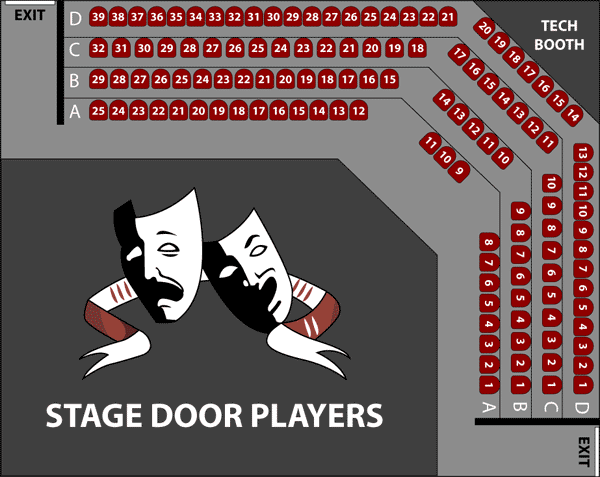 EXIT
D 39 38 37 36 35 34 33 32 31 30 29 28 27 26 25 24 23 22 21
C 32 31 30 29 28 27 26 25 24 23 22 21 20 19 18
B 29 28 27 26 25 24 23 22 21 20 19 18 17 16 15
A 25 24 23 22 21 20 19 18 17 16 15 14 13 12
TECH
BOOTH
20 19 18 17 16 15 14
17 16 15 14 13 12 11
14 13 12 11 10
11 10 9
8 7 6 5 4 3 2 1 A
9 8 7 6 5 4 3 2 1 B
10 9 8 7 6 5 4 3 2 1 C
13 12 11 10 9 8 7 6 5 4 3 2 1 D
STAGE DOOR PLAYERS
EXIT